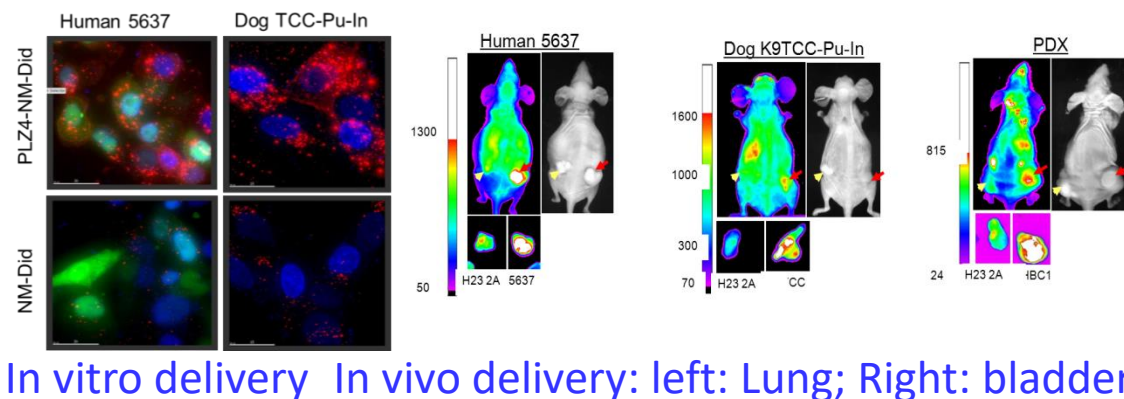 Human 5637
Dog TCC-Pu-In
PLZ4-NM-Did
NM-Did
Human 5637
1300
50
H23 2A 5637
Dog K9TCC-Pu-In
1600
1000
300
70
H23 2A CC
PDX
815
24
H23 2A HBC1
In vitro delivery In vivo delivery: left: Lung; Right: bladder